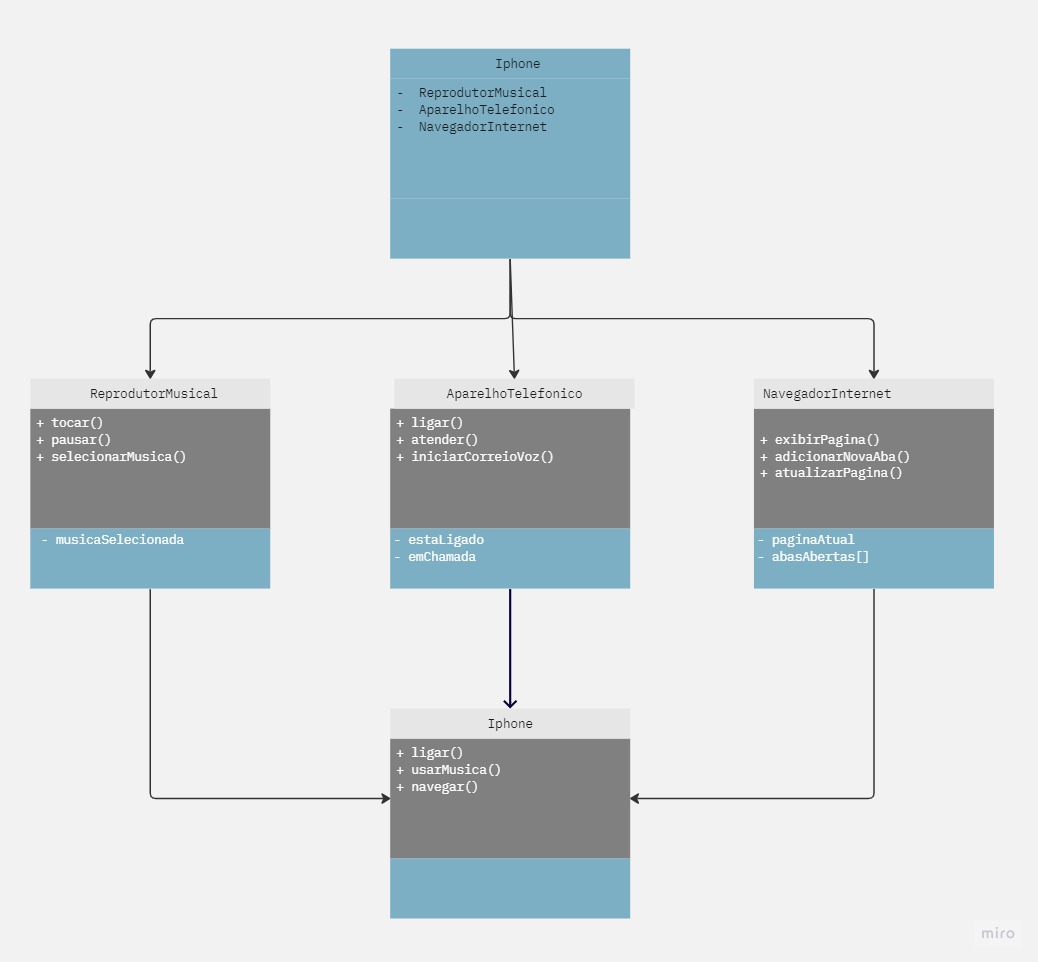 Iphone
- ReprodutorMusical
- AparelhoTelefonico
- NavegadorInternet
ReprodutorMusical
+ tocar()
+ pausar()
+ selecionarMusica()
- musicaSelecionada
AparelhoTelefonico
+ ligar()
+ atender()
+ iniciarCorreioVoz()
- estaLigado
- emChamada
NavegadorInternet
+ exibirPagina()
+ adicionarNovaAba()
+ atualizarPagina()
- paginaAtual
- abasAbertas[]
Iphone
+ ligar()
+ usarMusica()
+ navegar()
miro